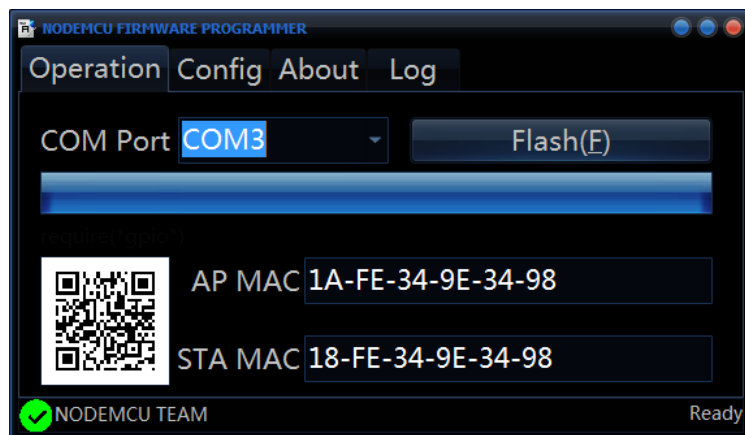 NODEMCU FIRMWARE PROGRAMMER
Operation Config About Log
COM Port COM3 Flash(F)
require("gpio")
AP MAC 1A-FE-34-9E-34-98
STA MAC 18-FE-34-9E-34-98
NODEMCU TEAM Ready